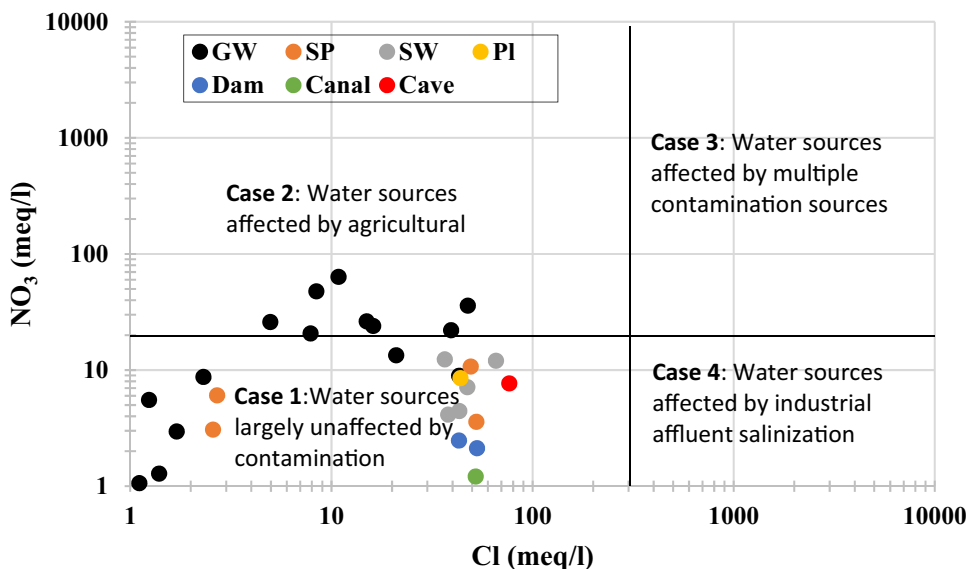 10000
1000
100
10
1
NO₃ (meq/l)
GW SP SW Pl
Dam Canal Cave
Case 2: Water sources
affected by agricultural
Case 3: Water sources
affected by multiple
contamination sources
Case 1:Water sources
largely unaffected by
contamination
Case 4: Water sources
affected by industrial
affluent salinization
1 10 100 1000 10000
Cl (meq/l)